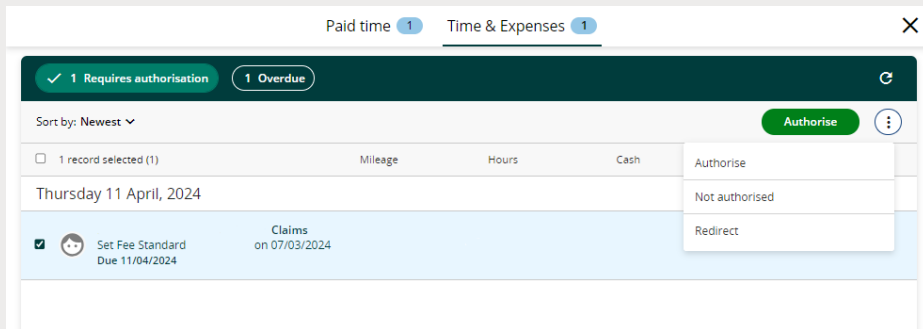 Paid time 1 Time & Expenses 1
1 Requires authorisation 1 Overdue
Sort by: Newest Authorise
1 record selected (1) Mileage Hours Cash
Authorise
Not authorised
Redirect
Thursday 11 April, 2024
Claims
Set Fee Standard on 07/03/2024
Due 11/04/2024